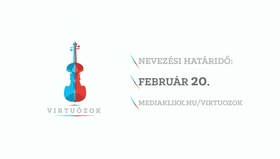 NEVEZÉSI HATÁRIDŐ:
FEBRUÁR 20.
MEDIAKLIKK.HU/VIRTUOZOK
VIRTUÓZOK